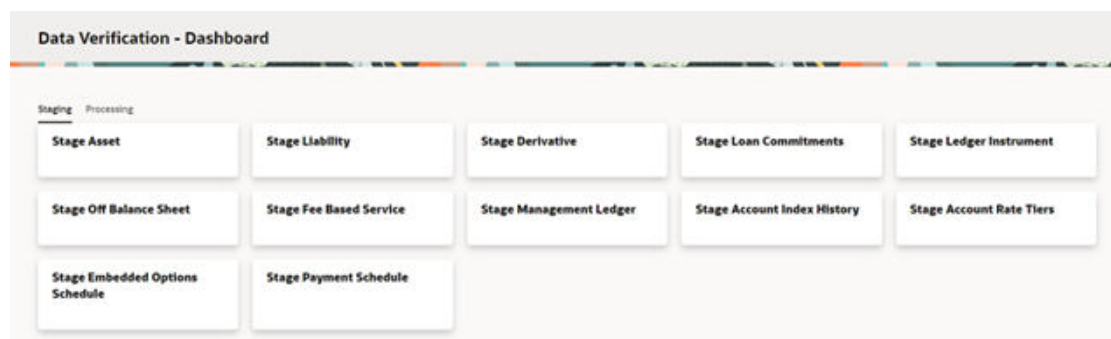 Data Verification - Dashboard
Staging Processing
Stage Asset
Stage Liability
Stage Derivative
Stage Loan Commitments
Stage Ledger Instrument
Stage Off Balance Sheet
Stage Fee Based Service
Stage Management Ledger
Stage Account Index History
Stage Account Rate Tiers
Stage Embedded Options
Schedule
Stage Payment Schedule